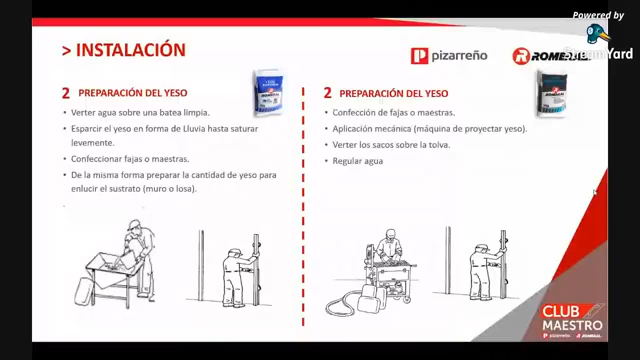 Powered by
StreamYard
> INSTALACIÓN
pizarreño
ROMERAL
2 PREPARACIÓN DEL YESO
Verter agua sobre una batea limpia.
Esparcir el yeso en forma de Lluvia hasta saturar
levemente.
Confeccionar fajas o maestras.
De la misma forma preparar la cantidad de yeso para
enlucir el sustrato (muro o losa).
2 PREPARACIÓN DEL YESO
Confección de fajas o maestras.
Aplicación mecánica (máquina de proyectar yeso).
Verter los sacos sobre la tolva.
Regular agua
CLUB
MAESTRO
pizarreño ROMERAL